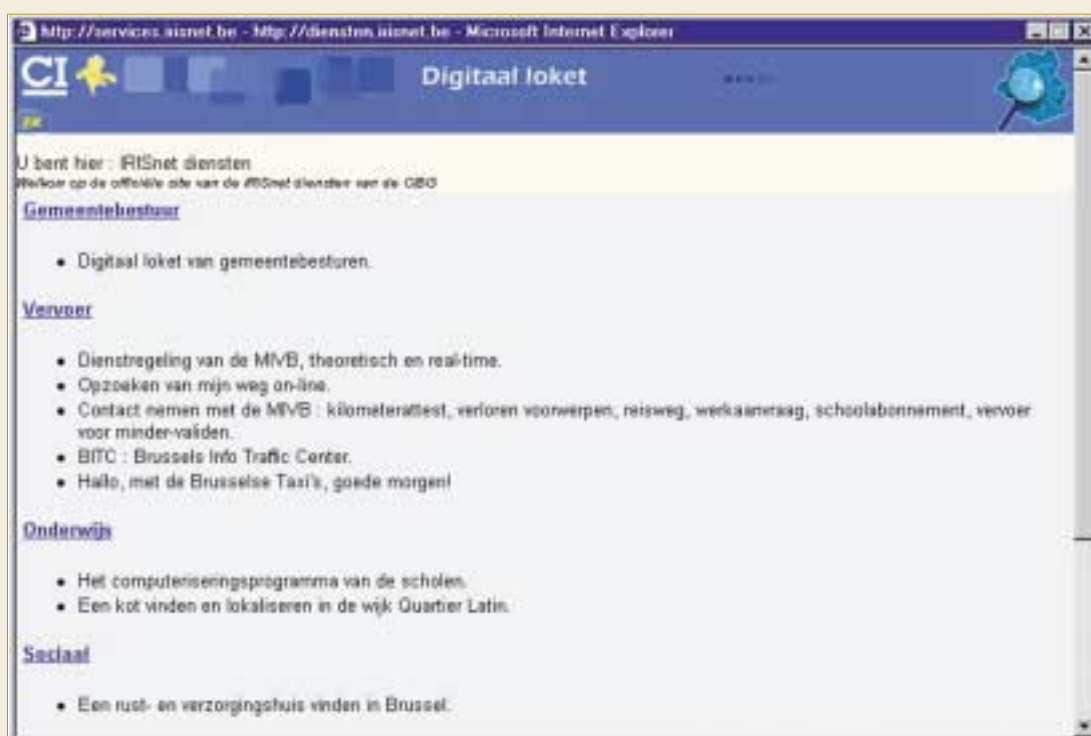 http://services.irisnet.be - http://diensten.irisnet.be - Microsoft Internet Explorer
CI
Digitaal loket
FR
U bent hier : IRISnet diensten
Welkom op de officiële site van de IRISnet diensten van de CIBG
Gemeentebestuur
• Digitaal loket van gemeentebesturen.
Vervoer
• Dienstregeling van de MIVB, theoretisch en real-time.
• Opzoeken van mijn weg on-line.
• Contact nemen met de MIVB : kilometerattest, verloren voorwerpen, reisweg, werkaanvraag, schoolabonnement, vervoer
voor minder-validen.
• BITC : Brussels Info Traffic Center.
• Hallo, met de Brusselse Taxi's, goede morgen!
Onderwijs
• Het computeriseringsprogramma van de scholen.
• Een kot vinden en lokaliseren in de wijk Quartier Latin.
Sociaal
• Een rust- en verzorgingshuis vinden in Brussel.